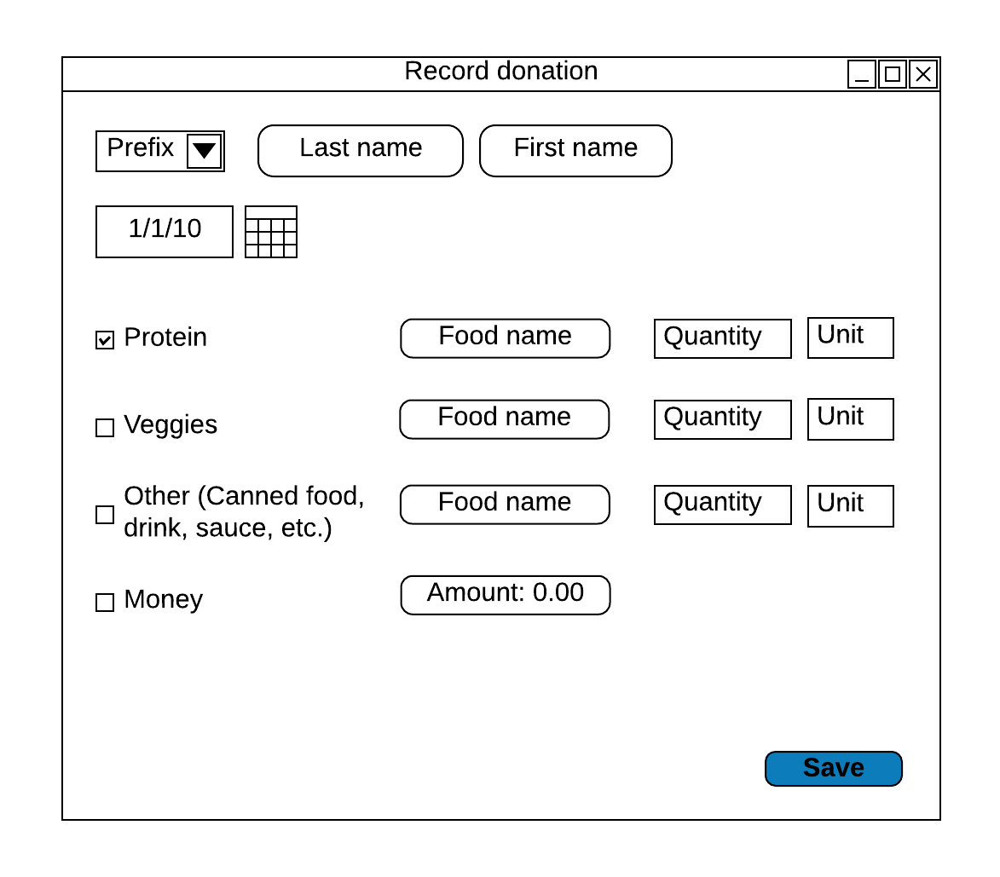 Record donation
Prefix
Last name
First name
1/1/10
Protein
Food name
Quantity
Unit
Veggies
Food name
Quantity
Unit
Other (Canned food,
drink, sauce, etc.)
Food name
Quantity
Unit
Money
Amount: 0.00
Save